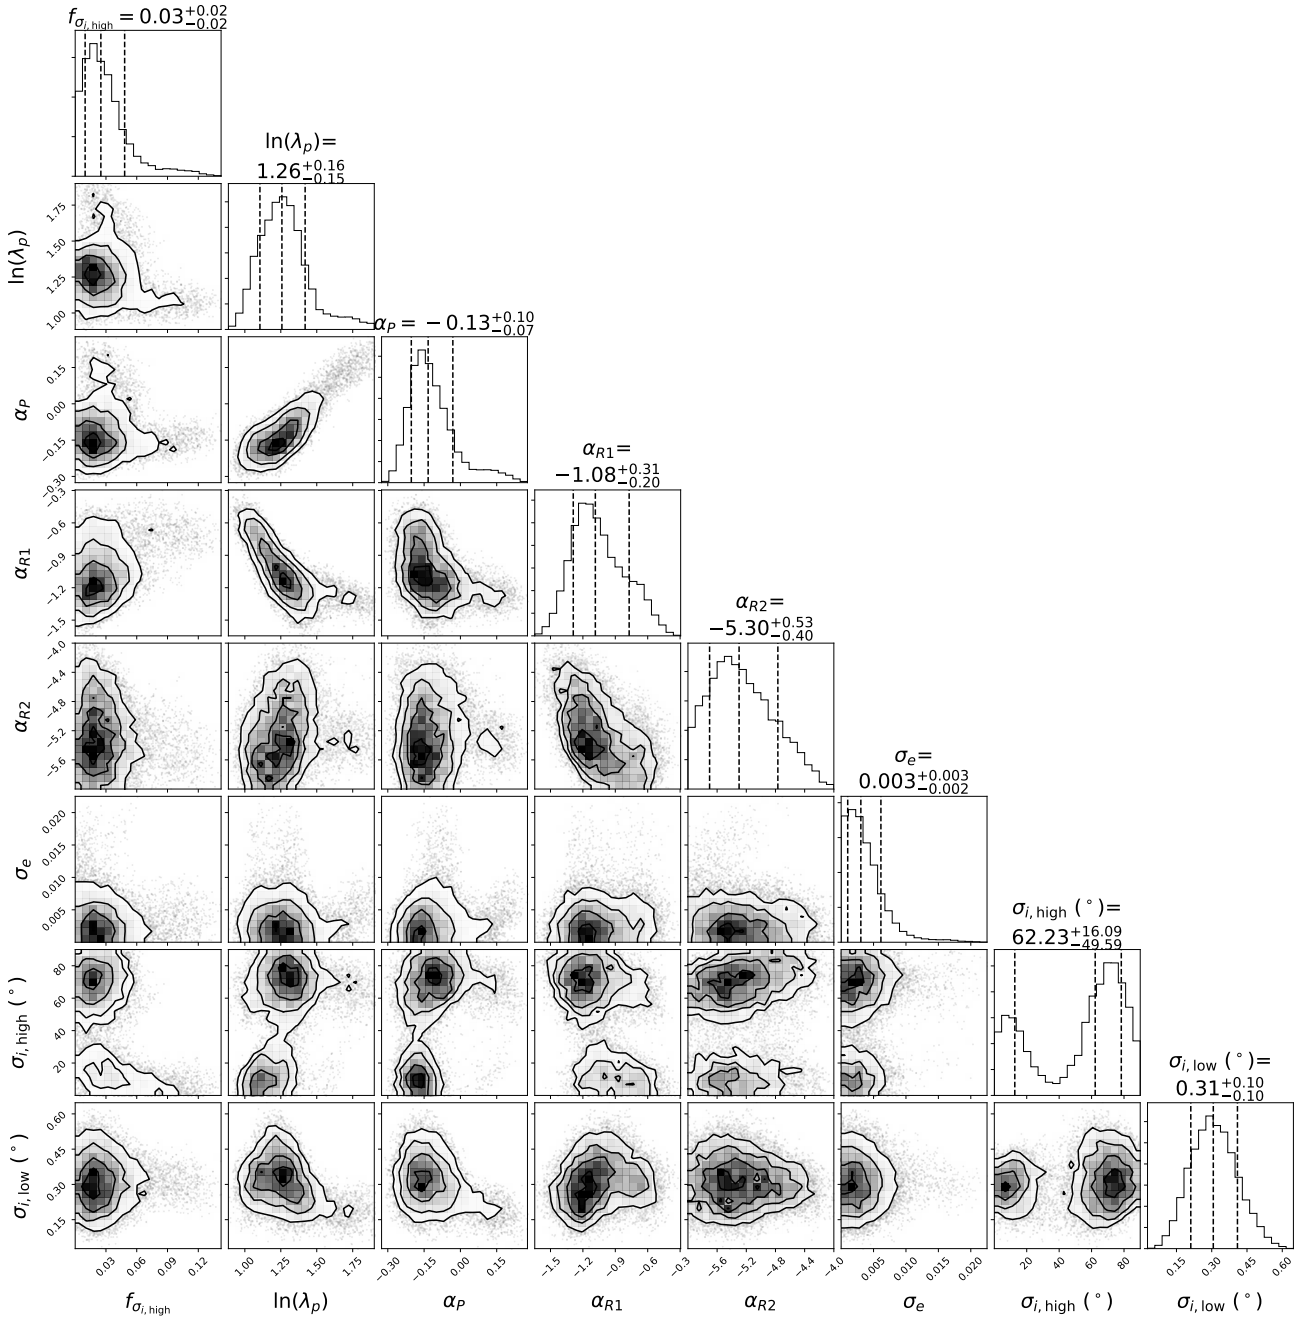 f_{σ_{i,high}} = 0.03^{+0.02}_{−0.02}
ln(λ_p)=
1.26^{+0.16}_{−0.15}
1.75
1.50
1.25
1.00
ln(λ_p)
α_P = −0.13^{+0.10}_{−0.07}
0.15
0.00
−0.15
−0.30
α_P
α_{R1}=
−1.08^{+0.31}_{−0.20}
−0.3
−0.6
−0.9
−1.2
−1.5
α_{R1}
α_{R2}=
−5.30^{+0.53}_{−0.40}
−4.0
−4.4
−4.8
−5.2
−5.6
α_{R2}
σ_e=
0.003^{+0.003}_{−0.002}
0.020
0.015
0.010
0.005
σ_e
σ_{i,high} (°)=
62.23^{+16.09}_{−49.59}
80
60
40
20
σ_{i,high} (°)
σ_{i,low} (°)=
0.31^{+0.10}_{−0.10}
0.60
0.45
0.30
0.15
σ_{i,low} (°)
0.03 0.06 0.09 0.12 1.00 1.25 1.50 1.75 −0.30 −0.15 0.00 0.15 −1.5 −1.2 −0.9 −0.6 −0.3 −5.6 −5.2 −4.8 −4.4 −4.0 0.005 0.010 0.015 0.020 20 40 60 80 0.15 0.30 0.45 0.60
f_{σ_{i,high}} ln(λ_p) α_P α_{R1} α_{R2} σ_e σ_{i,high} (°) σ_{i,low} (°)